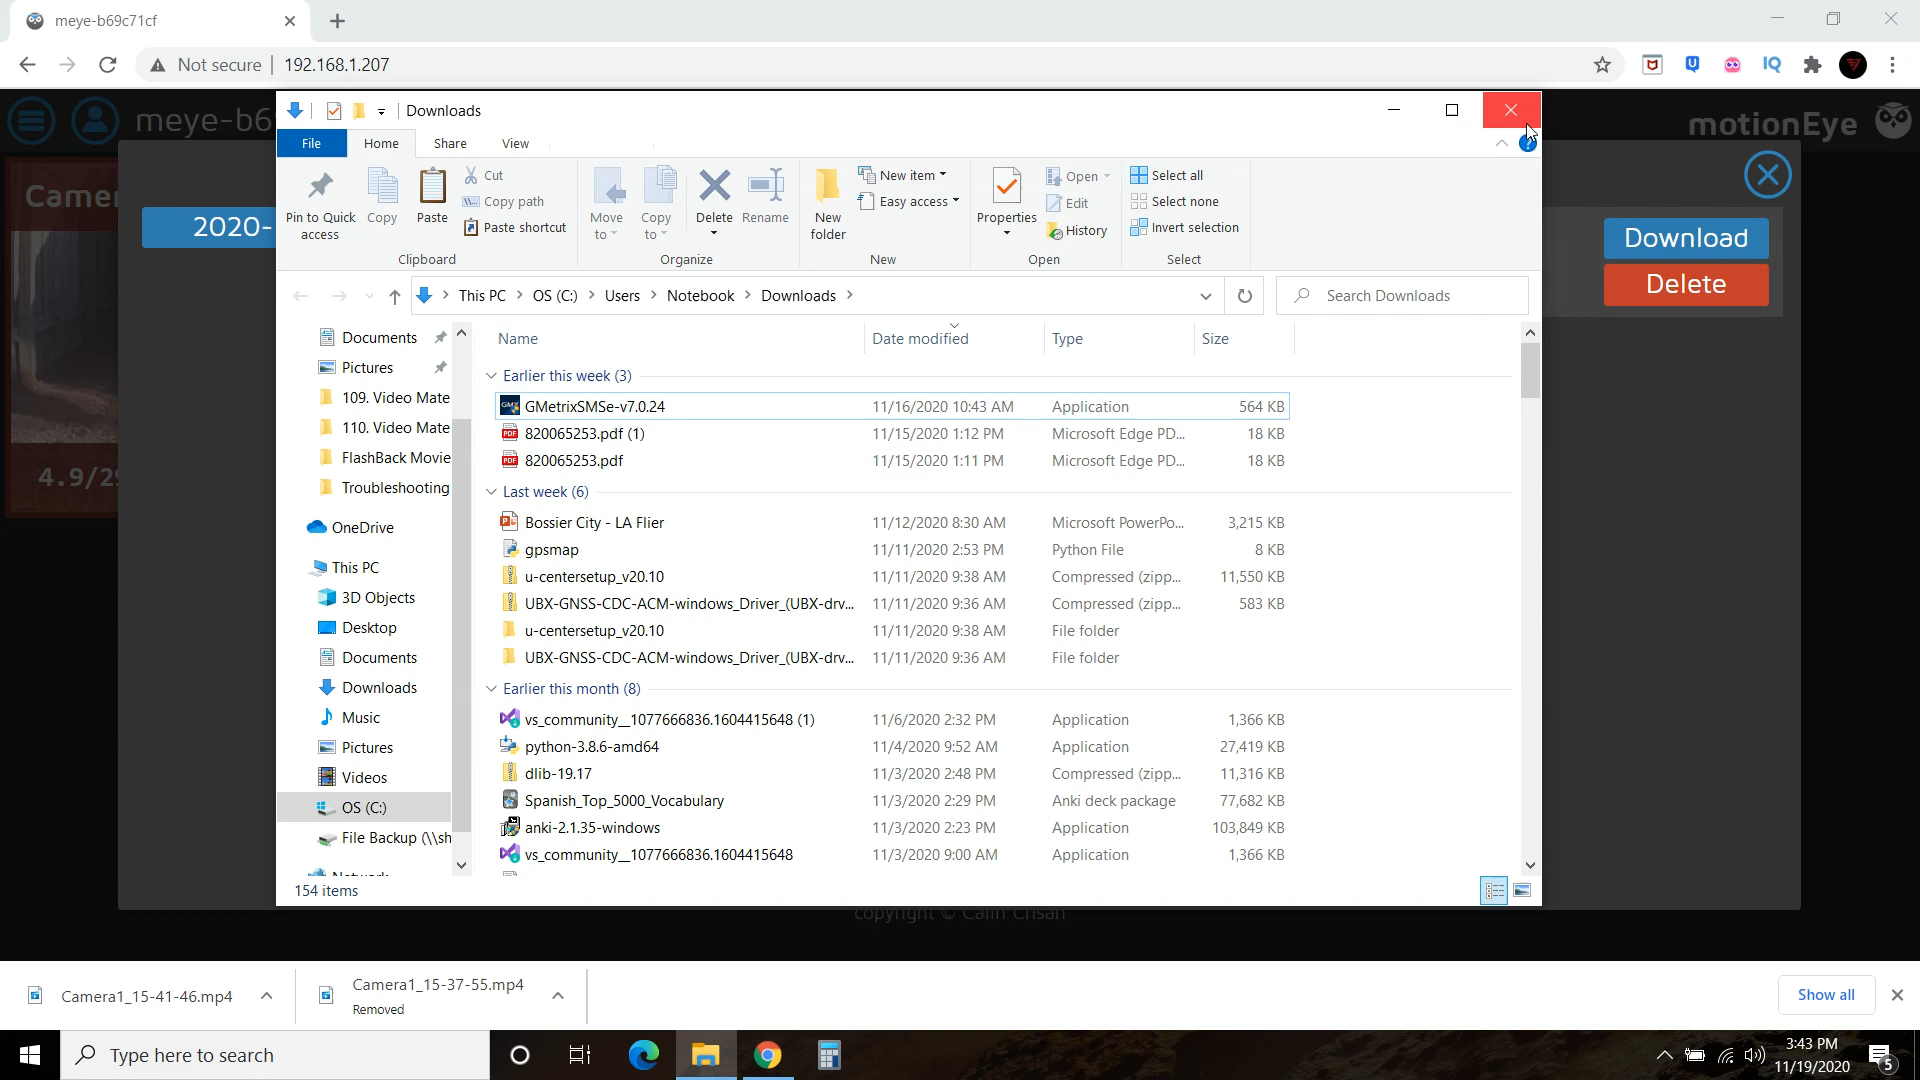 meye-b69c71cf
Not secure
192.168.1.207
meye-b6
motionEye
Camer
2020-
4.9/29
Download
Delete
Downloads
File
Home
Share
View
Pin to Quick
access
Copy
Paste
Cut
Copy path
Paste shortcut
Clipboard
Move
to
Copy
to
Delete
Rename
Organize
New
folder
New item
Easy access
New
Properties
Open
Edit
History
Open
Select all
Select none
Invert selection
Select
This PC > OS (C:) > Users > Notebook > Downloads >
Search Downloads
Documents
Pictures
109. Video Mate
110. Video Mate
FlashBack Movie
Troubleshooting
OneDrive
This PC
3D Objects
Desktop
Documents
Downloads
Music
Pictures
Videos
OS (C:)
File Backup (\\sh
Network
Name Date modified Type Size
Earlier this week (3)
GMetrixSMSe-v7.0.24 11/16/2020 10:43 AM Application 564 KB
820065253.pdf (1) 11/15/2020 1:12 PM Microsoft Edge PD... 18 KB
820065253.pdf 11/15/2020 1:11 PM Microsoft Edge PD... 18 KB
Last week (6)
Bossier City - LA Flier 11/12/2020 8:30 AM Microsoft PowerPo... 3,215 KB
gpsmap 11/11/2020 2:53 PM Python File 8 KB
u-centersetup_v20.10 11/11/2020 9:38 AM Compressed (zipp... 11,550 KB
UBX-GNSS-CDC-ACM-windows_Driver_(UBX-drv... 11/11/2020 9:36 AM Compressed (zipp... 583 KB
u-centersetup_v20.10 11/11/2020 9:38 AM File folder
UBX-GNSS-CDC-ACM-windows_Driver_(UBX-drv... 11/11/2020 9:36 AM File folder
Earlier this month (8)
vs_community__1077666836.1604415648 (1) 11/6/2020 2:32 PM Application 1,366 KB
python-3.8.6-amd64 11/4/2020 9:52 AM Application 27,419 KB
dlib-19.17 11/3/2020 2:48 PM Compressed (zipp... 11,316 KB
Spanish_Top_5000_Vocabulary 11/3/2020 2:29 PM Anki deck package 77,682 KB
anki-2.1.35-windows 11/3/2020 2:23 PM Application 103,849 KB
vs_community__1077666836.1604415648 11/3/2020 9:00 AM Application 1,366 KB
154 items
copyright © Calin Crisan
Camera1_15-41-46.mp4
Camera1_15-37-55.mp4
Removed
Show all
Type here to search
3:43 PM
11/19/2020
5